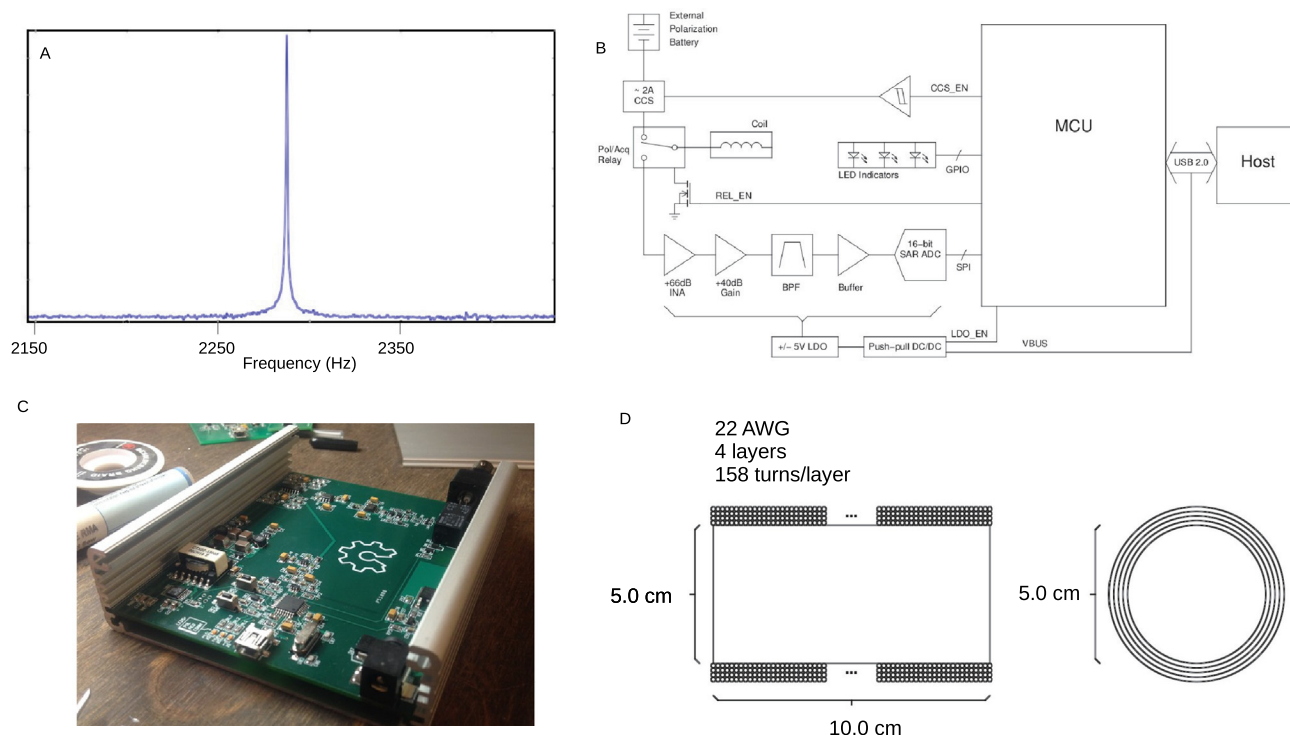 A
2150
2250
2350
Frequency (Hz)
B
External
Polarization
Battery
~ 2A
CCS
CCS_EN
MCU
Pol/Acq
Relay
Coil
LED Indicators
GPIO
USB 2.0
Host
REL_EN
+66dB
INA
+40dB
Gain
BPF
Buffer
16-bit
SAR ADC
SPI
+/- 5V LDO
Push-pull DC/DC
LDO_EN
VBUS
C
D
22 AWG
4 layers
158 turns/layer
...
...
5.0 cm
5.0 cm
10.0 cm